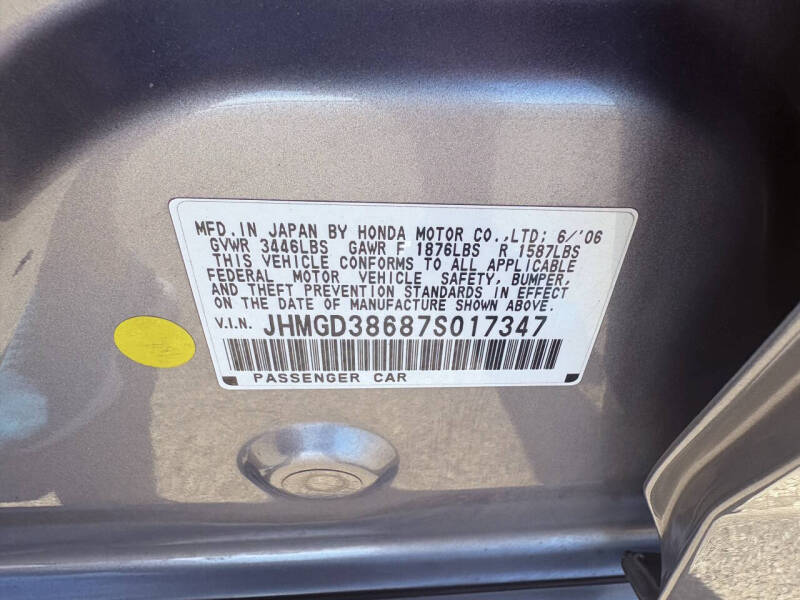 MFD. IN JAPAN BY HONDA MOTOR CO.,LTD; 6/'06
GVWR 3446LBS GAWR F 1876LBS R 1587LBS
THIS VEHICLE CONFORMS TO ALL APPLICABLE
FEDERAL MOTOR VEHICLE SAFETY, BUMPER,
AND THEFT PREVENTION STANDARDS IN EFFECT
ON THE DATE OF MANUFACTURE SHOWN ABOVE.
V.I.N. JHMGD38687S017347
PASSENGER CAR